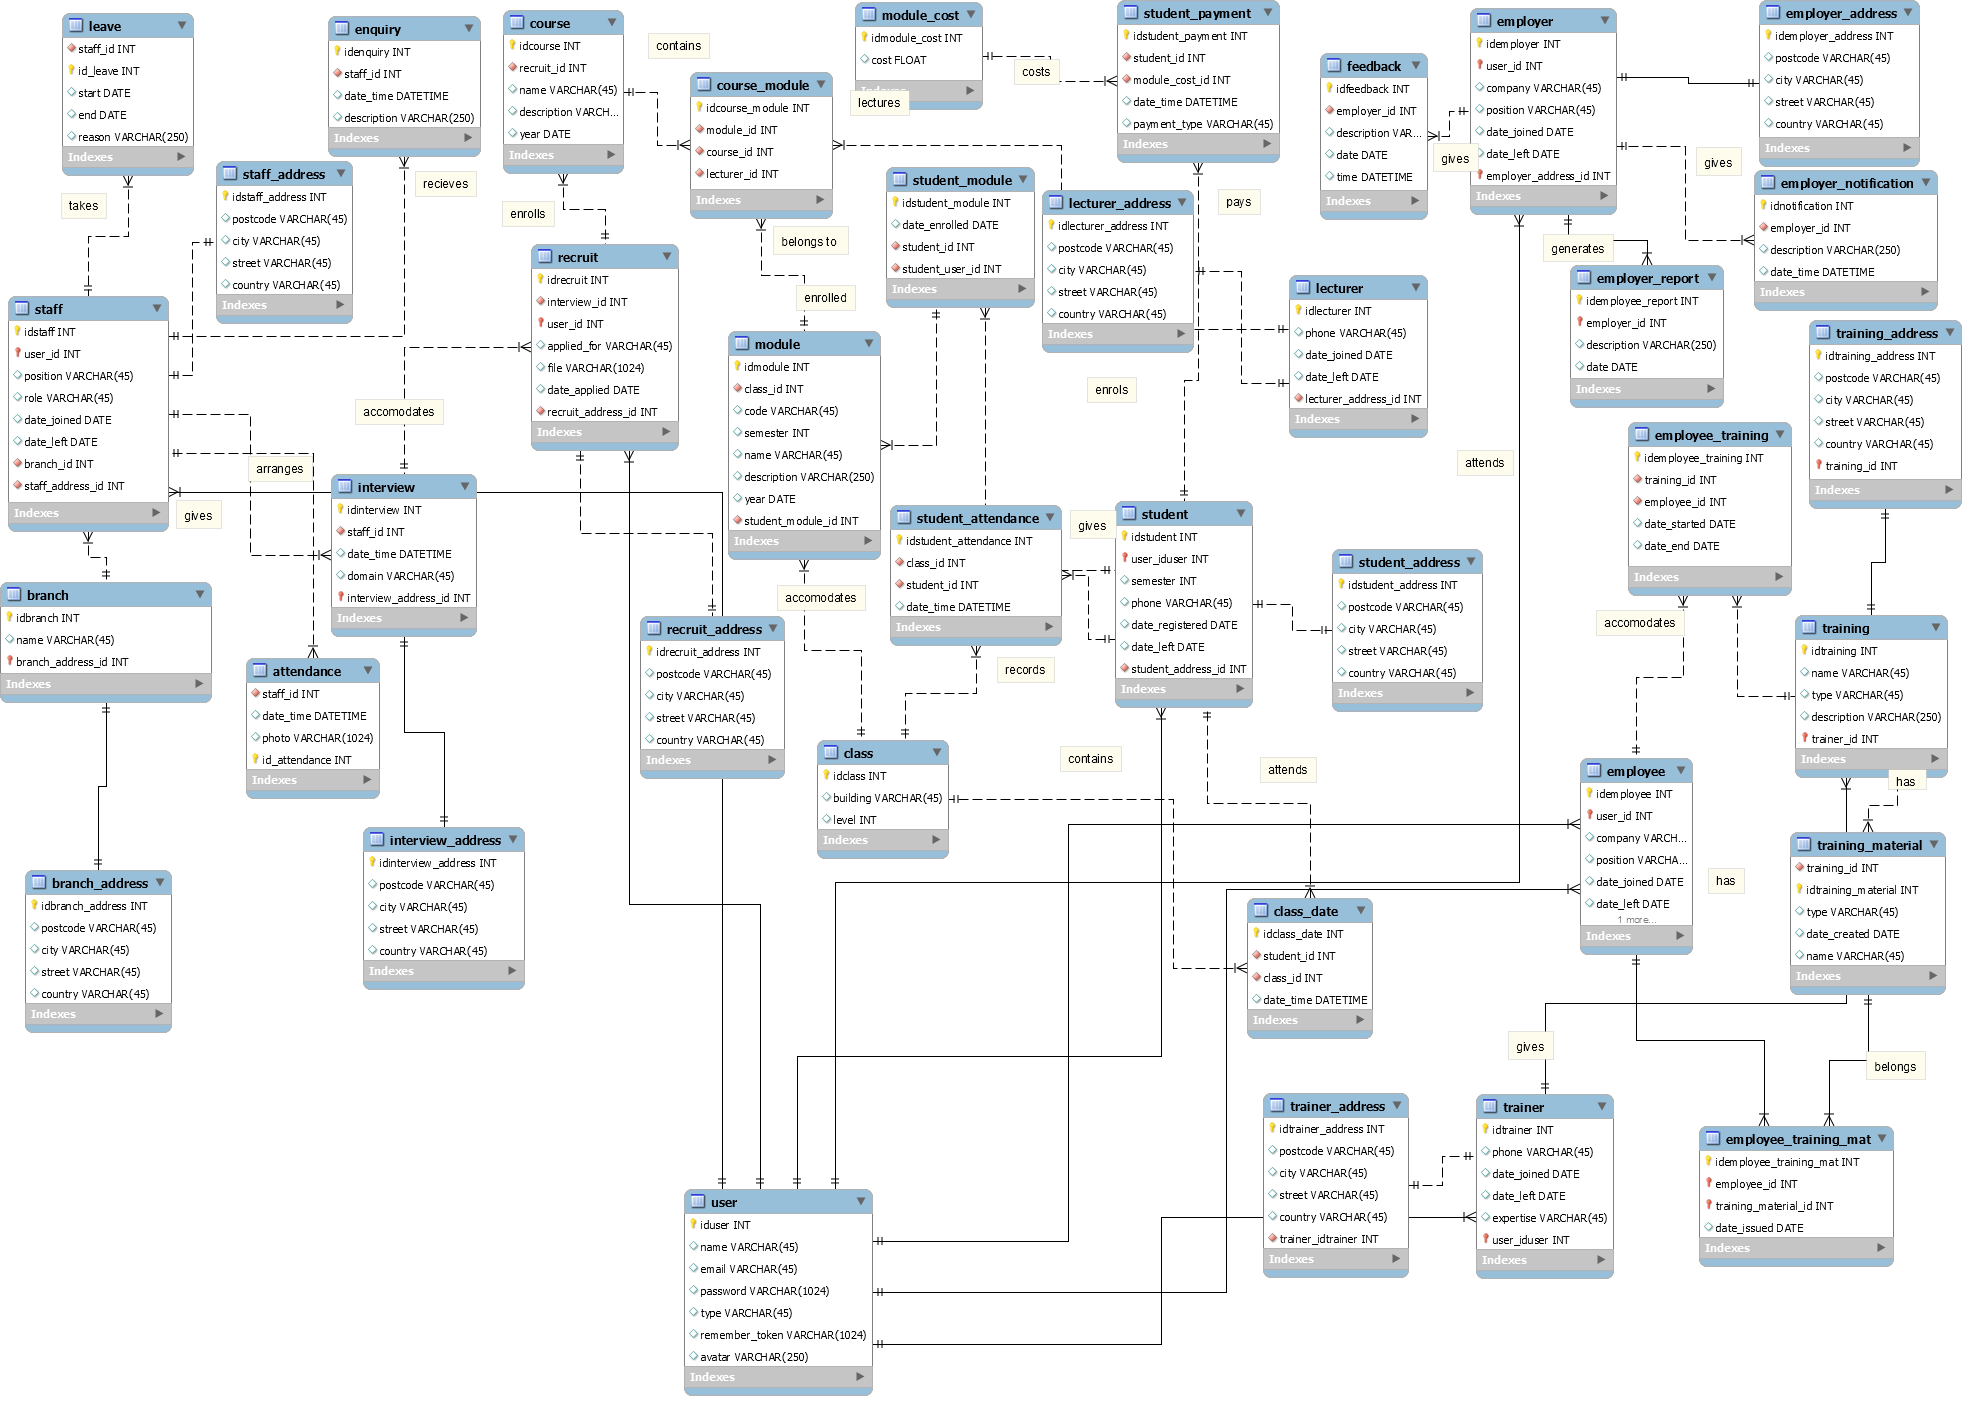 leave
staff_id INT
id_leave INT
start DATE
end DATE
reason VARCHAR(250)
Indexes
takes
enquiry
idenquiry INT
staff_id INT
date_time DATETIME
description VARCHAR(250)
Indexes
recieves
course
idcourse INT
recruit_id INT
name VARCHAR(45)
description VARCH...
year DATE
Indexes
enrolls
contains
course_module
idcourse_module INT
module_id INT
course_id INT
lecturer_id INT
Indexes
belongs to
module_cost
idmodule_cost INT
cost FLOAT
Indexes
lectures
costs
student_payment
idstudent_payment INT
student_id INT
module_cost_id INT
date_time DATETIME
payment_type VARCHAR(45)
Indexes
pays
feedback
idfeedback INT
employer_id INT
description VAR...
date DATE
time DATETIME
Indexes
gives
employer
idemployer INT
user_id INT
company VARCHAR(45)
position VARCHAR(45)
date_joined DATE
date_left DATE
employer_address_id INT
Indexes
generates
gives
employer_address
idemployer_address INT
postcode VARCHAR(45)
city VARCHAR(45)
street VARCHAR(45)
country VARCHAR(45)
Indexes
employer_notification
idnotification INT
employer_id INT
description VARCHAR(250)
date_time DATETIME
Indexes
staff_address
idstaff_address INT
postcode VARCHAR(45)
city VARCHAR(45)
street VARCHAR(45)
country VARCHAR(45)
Indexes
student_module
idstudent_module INT
date_enrolled DATE
student_id INT
student_user_id INT
Indexes
lecturer_address
idlecturer_address INT
postcode VARCHAR(45)
city VARCHAR(45)
street VARCHAR(45)
country VARCHAR(45)
Indexes
enrols
recruit
idrecruit INT
interview_id INT
user_id INT
applied_for VARCHAR(45)
file VARCHAR(1024)
date_applied DATE
recruit_address_id INT
Indexes
enrolled
lecturer
idlecturer INT
phone VARCHAR(45)
date_joined DATE
date_left DATE
lecturer_address_id INT
Indexes
employer_report
idemployee_report INT
employer_id INT
description VARCHAR(250)
date DATE
Indexes
training_address
idtraining_address INT
postcode VARCHAR(45)
city VARCHAR(45)
street VARCHAR(45)
country VARCHAR(45)
training_id INT
Indexes
staff
idstaff INT
user_id INT
position VARCHAR(45)
role VARCHAR(45)
date_joined DATE
date_left DATE
branch_id INT
staff_address_id INT
Indexes
gives
arranges
accomodates
module
idmodule INT
class_id INT
code VARCHAR(45)
semester INT
name VARCHAR(45)
description VARCHAR(250)
year DATE
student_module_id INT
Indexes
accomodates
attends
employee_training
idemployee_training INT
training_id INT
employee_id INT
date_started DATE
date_end DATE
Indexes
accomodates
interview
idinterview INT
staff_id INT
date_time DATETIME
domain VARCHAR(45)
interview_address_id INT
Indexes
student_attendance
idstudent_attendance INT
class_id INT
student_id INT
date_time DATETIME
Indexes
records
gives
student
idstudent INT
user_iduser INT
semester INT
phone VARCHAR(45)
date_registered DATE
date_left DATE
student_address_id INT
Indexes
student_address
idstudent_address INT
postcode VARCHAR(45)
city VARCHAR(45)
street VARCHAR(45)
country VARCHAR(45)
Indexes
branch
idbranch INT
name VARCHAR(45)
branch_address_id INT
Indexes
attendance
staff_id INT
date_time DATETIME
photo VARCHAR(1024)
id_attendance INT
Indexes
recruit_address
idrecruit_address INT
postcode VARCHAR(45)
city VARCHAR(45)
street VARCHAR(45)
country VARCHAR(45)
Indexes
training
idtraining INT
name VARCHAR(45)
type VARCHAR(45)
description VARCHAR(250)
trainer_id INT
Indexes
has
class
idclass INT
building VARCHAR(45)
level INT
Indexes
contains
attends
employee
idemployee INT
user_id INT
company VARCH...
position VARCHA...
date_joined DATE
date_left DATE
1 more...
Indexes
has
training_material
training_id INT
idtraining_material INT
type VARCHAR(45)
date_created DATE
name VARCHAR(45)
Indexes
interview_address
idinterview_address INT
postcode VARCHAR(45)
city VARCHAR(45)
street VARCHAR(45)
country VARCHAR(45)
Indexes
branch_address
idbranch_address INT
postcode VARCHAR(45)
city VARCHAR(45)
street VARCHAR(45)
country VARCHAR(45)
Indexes
class_date
idclass_date INT
student_id INT
class_id INT
date_time DATETIME
Indexes
gives
belongs
trainer_address
idtrainer_address INT
postcode VARCHAR(45)
city VARCHAR(45)
street VARCHAR(45)
country VARCHAR(45)
trainer_idtrainer INT
Indexes
trainer
idtrainer INT
phone VARCHAR(45)
date_joined DATE
date_left DATE
expertise VARCHAR(45)
user_iduser INT
Indexes
employee_training_mat
idemployee_training_mat INT
employee_id INT
training_material_id INT
date_issued DATE
Indexes
user
iduser INT
name VARCHAR(45)
email VARCHAR(45)
password VARCHAR(1024)
type VARCHAR(45)
remember_token VARCHAR(1024)
avatar VARCHAR(250)
Indexes